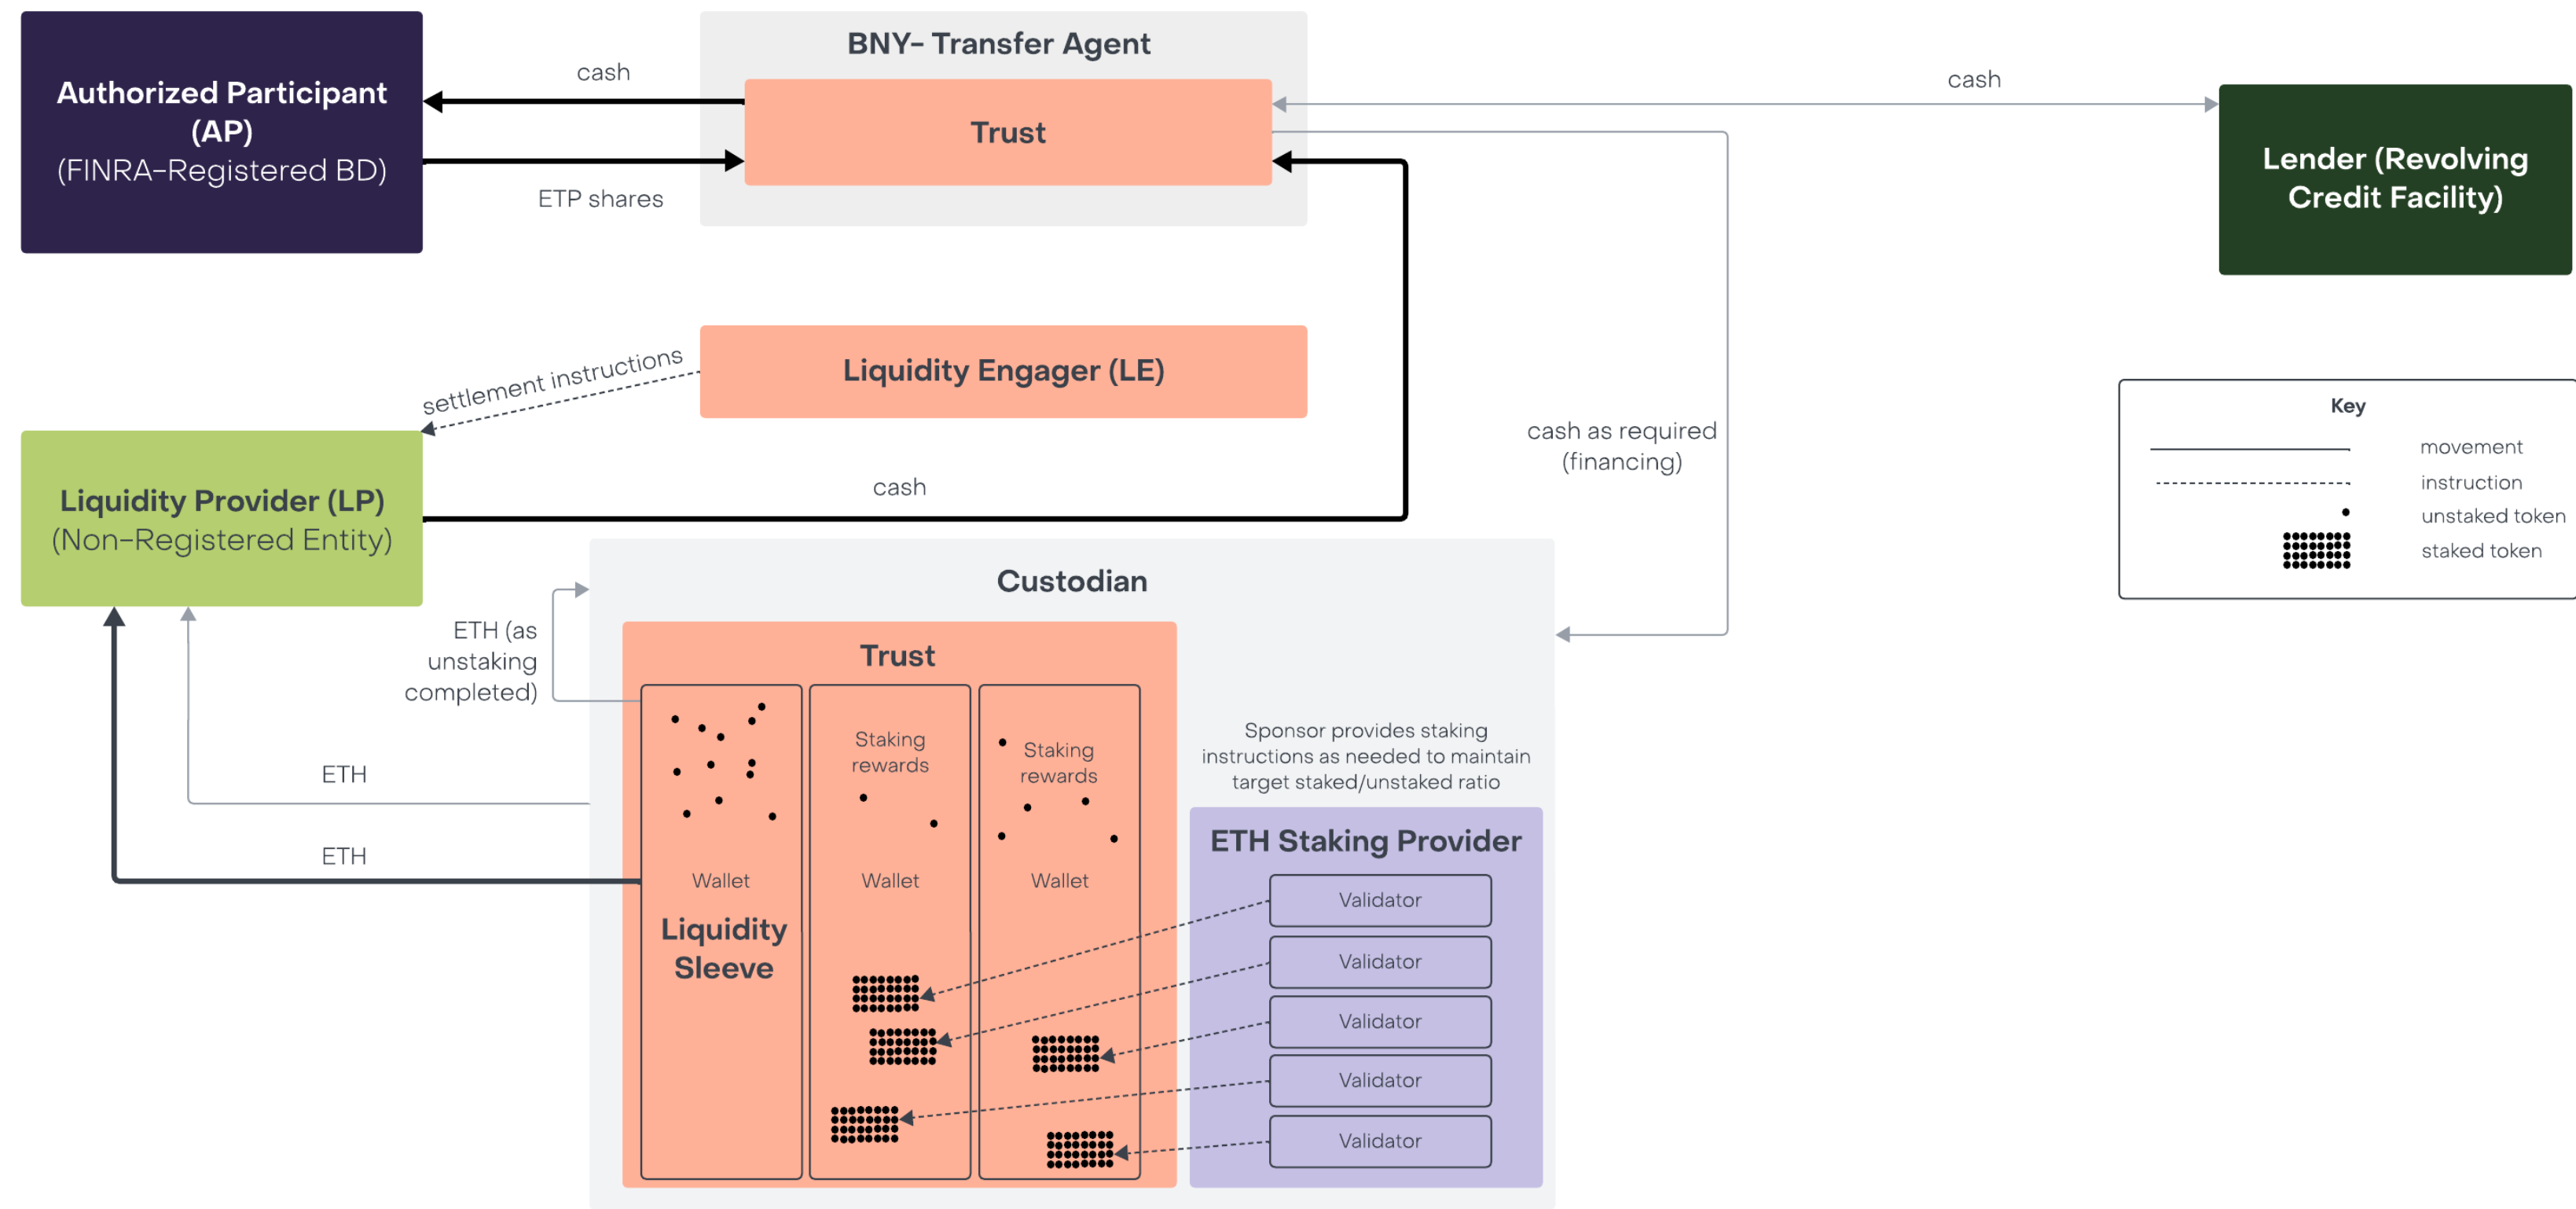 BNY- Transfer Agent
Authorized Participant
(AP)
(FINRA-Registered BD)
cash
Trust
ETP shares
cash
Lender (Revolving
Credit Facility)
Liquidity Engager (LE)
settlement instructions
Liquidity Provider (LP)
(Non-Registered Entity)
cash
cash as required
(financing)
Key
movement
instruction
unstaked token
staked token
Custodian
ETH (as
unstaking
completed)
Trust
ETH
ETH
Staking
rewards
Staking
rewards
Wallet
Wallet
Wallet
Liquidity
Sleeve
Sponsor provides staking
instructions as needed to maintain
target staked/unstaked ratio
ETH Staking Provider
Validator
Validator
Validator
Validator
Validator